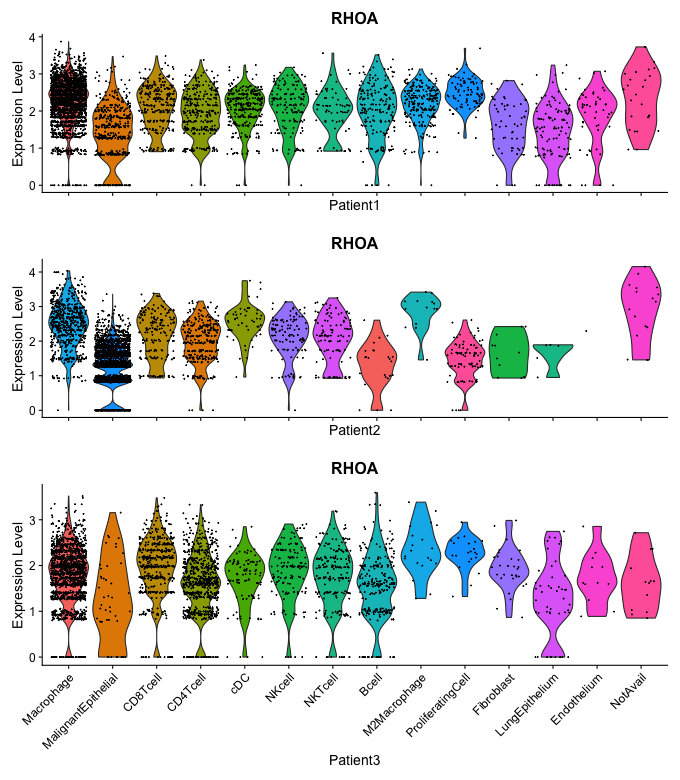 RHOA
4
3
2
1
0
Expression Level
Patient1
RHOA
4
3
2
1
0
Expression Level
Patient2
RHOA
3
2
1
0
Expression Level
Macrophage
MalignantEpithelial
CD8Tcell
CD4Tcell
cDC
NKcell
NKTcell
Bcell
M2Macrophage
ProliferatingCell
Fibroblast
LungEpithelium
Endothelium
NotAvail
Patient3